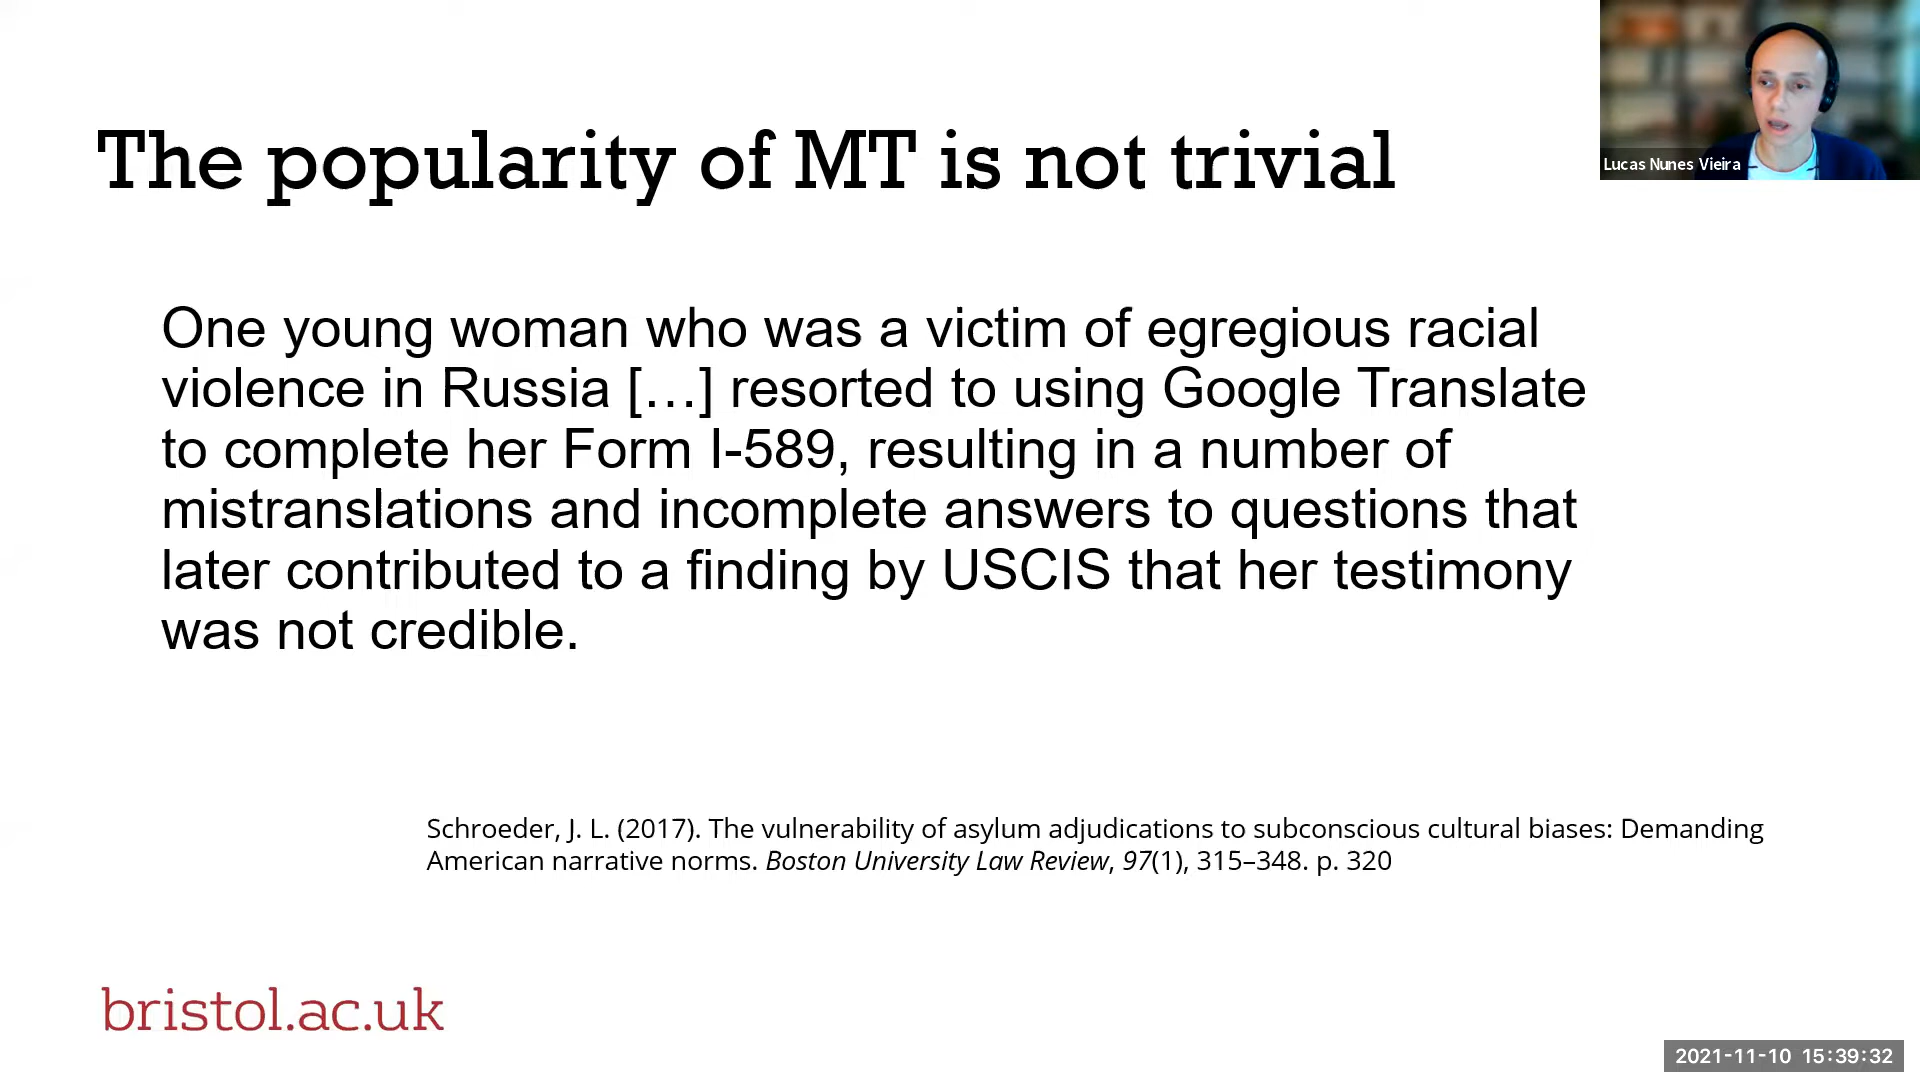 The popularity of MT is not trivial
Lucas Nunes Vieira
One young woman who was a victim of egregious racial
violence in Russia […] resorted to using Google Translate
to complete her Form I-589, resulting in a number of
mistranslations and incomplete answers to questions that
later contributed to a finding by USCIS that her testimony
was not credible.
Schroeder, J. L. (2017). The vulnerability of asylum adjudications to subconscious cultural biases: Demanding
American narrative norms. Boston University Law Review, 97(1), 315–348. p. 320
bristol.ac.uk
2021-11-10 15:39:32